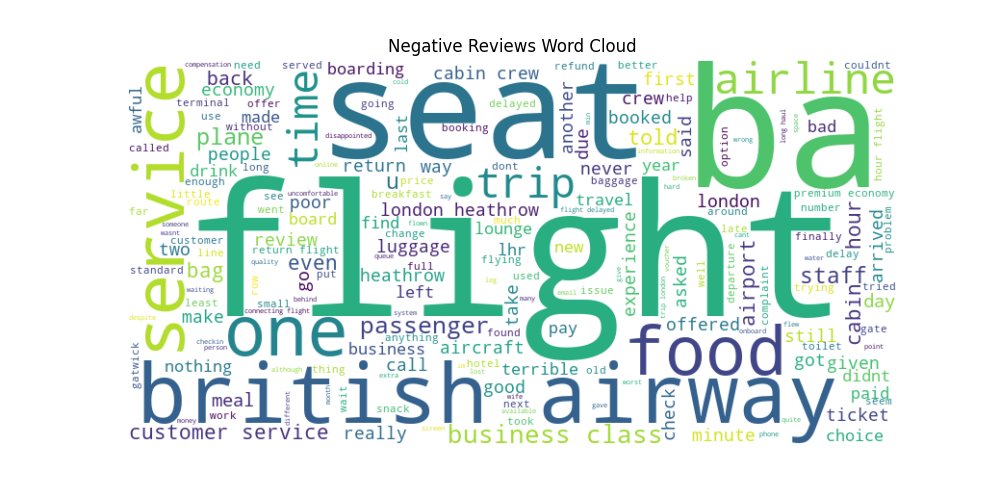 Negative Reviews Word Cloud
compensation
need
served
boarding
cabin crew
refund
better
first
airline
couldnt
back
economy
cold
going
seat
ba
awful
terminal
offer
made
time
delayed
another
crew
help
use
without
disappointed
last
booking
min
due
booked
said
option
wrong
long haul
space
hour flight
service
called
plane
told
bad
people
online
return way
dont
never
year
information
drink
long
u
price
trip
baggage
hard
broken
enough
breakfast
say
travel
premium economy
little
see
uncomfortable
poor
london heathrow
flight delayed
london
number
route
went
board
find
much
lounge
flown
experience
around
far
someone
wasnt
review
change
luggage
lhr
new
late
cant
finally
hour
arrived
problem
two
customer
line
return flight
queue
flying
asked
well
airport
delay
water
standard
bag
row
quality
even
go
put
full
heathrow
used
issue
give
voucher
departure
complaint
staff
tried
waiting
least
small
behind
left
leg
email
trip london
trying
cabin
day
flight
despite
make
connecting flight
system
take
many
onboard
flew
gate
checkin
person
one
passenger
found
pay
offered
still
toilet
point
gatwick
business
anything
aircraft
food
got
given
nothing
although
thing
call
in
lost
hotel
terrible
old
worst
didnt
british airway
meal
month
wait
extra
good
wife
next
gave
check
paid
seem
money
work
different
snack
available
took
quite
ticket
customer service
really
screen
business class
minute
phone
choice